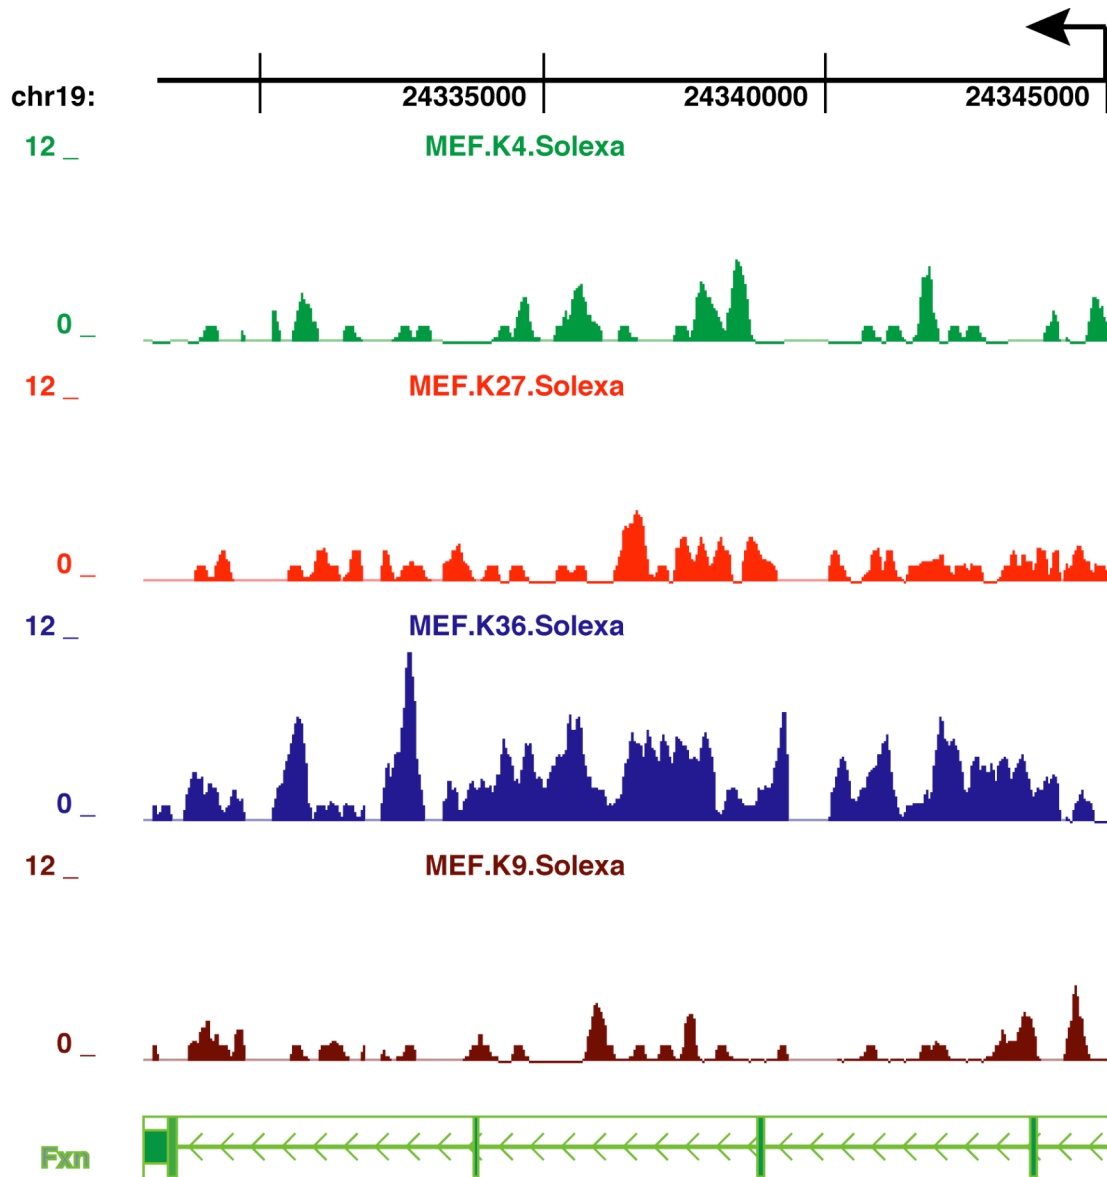 chr19: 24335000 24340000 24345000
12 _ MEF.K4.Solexa
0 _
12 _ MEF.K27.Solexa
0 _
12 _ MEF.K36.Solexa
0 _
12 _ MEF.K9.Solexa
0 _
Fxn